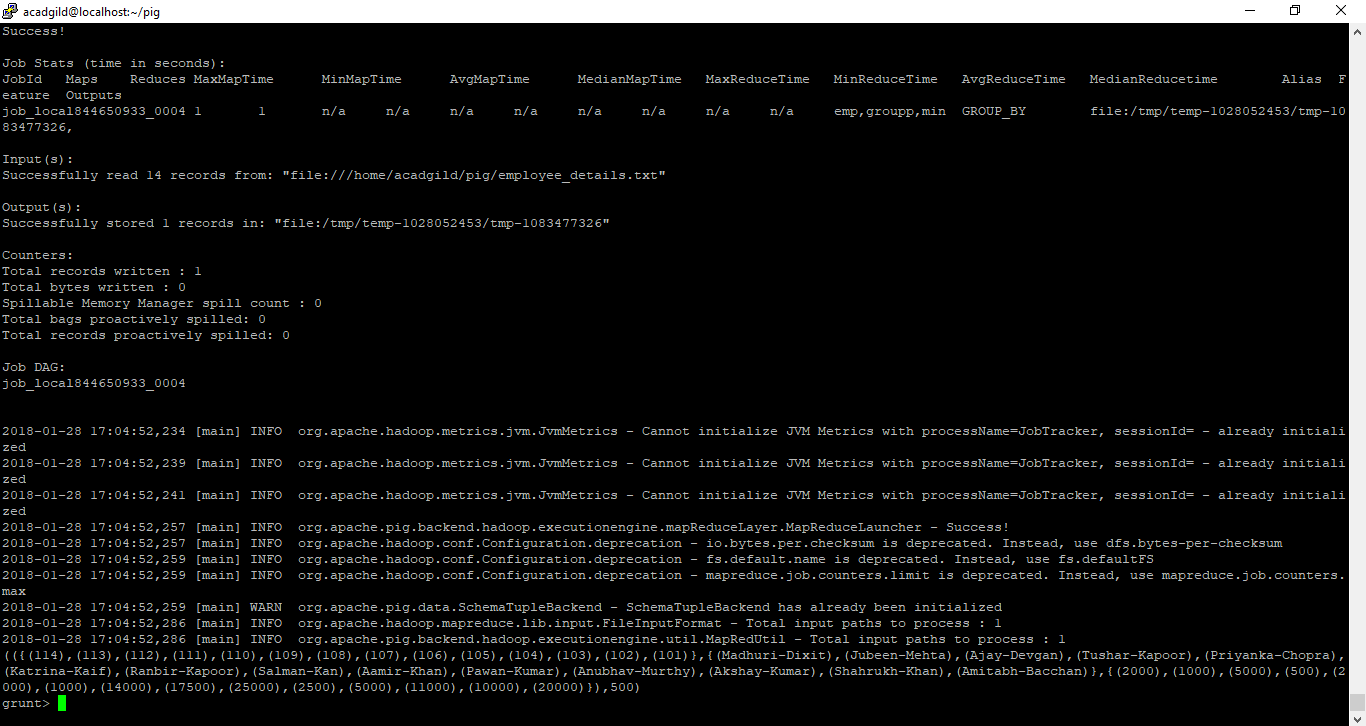 acadgild@localhost:~/pig
Success!
Job Stats (time in seconds):
JobId   Maps    Reduces MaxMapTime      MinMapTime      AvgMapTime      MedianMapTime   MaxReduceTime   MinReduceTime   AvgReduceTime   MedianReducetime        Alias   F
eature  Outputs
job_local844650933_0004 1       1       n/a     n/a     n/a     n/a     n/a     n/a     n/a     n/a     emp,groupp,min  GROUP_BY        file:/tmp/temp-1028052453/tmp-10
83477326,
Input(s):
Successfully read 14 records from: "file:///home/acadgild/pig/employee_details.txt"
Output(s):
Successfully stored 1 records in: "file:/tmp/temp-1028052453/tmp-1083477326"
Counters:
Total records written : 1
Total bytes written : 0
Spillable Memory Manager spill count : 0
Total bags proactively spilled: 0
Total records proactively spilled: 0
Job DAG:
job_local844650933_0004
2018-01-28 17:04:52,234 [main] INFO  org.apache.hadoop.metrics.jvm.JvmMetrics - Cannot initialize JVM Metrics with processName=JobTracker, sessionId= - already initiali
zed
2018-01-28 17:04:52,239 [main] INFO  org.apache.hadoop.metrics.jvm.JvmMetrics - Cannot initialize JVM Metrics with processName=JobTracker, sessionId= - already initiali
zed
2018-01-28 17:04:52,241 [main] INFO  org.apache.hadoop.metrics.jvm.JvmMetrics - Cannot initialize JVM Metrics with processName=JobTracker, sessionId= - already initiali
zed
2018-01-28 17:04:52,257 [main] INFO  org.apache.pig.backend.hadoop.executionengine.mapReduceLayer.MapReduceLauncher - Success!
2018-01-28 17:04:52,257 [main] INFO  org.apache.hadoop.conf.Configuration.deprecation - io.bytes.per.checksum is deprecated. Instead, use dfs.bytes-per-checksum
2018-01-28 17:04:52,259 [main] INFO  org.apache.hadoop.conf.Configuration.deprecation - fs.default.name is deprecated. Instead, use fs.defaultFS
2018-01-28 17:04:52,259 [main] INFO  org.apache.hadoop.conf.Configuration.deprecation - mapreduce.job.counters.limit is deprecated. Instead, use mapreduce.job.counters.
max
2018-01-28 17:04:52,259 [main] WARN  org.apache.pig.data.SchemaTupleBackend - SchemaTupleBackend has already been initialized
2018-01-28 17:04:52,286 [main] INFO  org.apache.hadoop.mapreduce.lib.input.FileInputFormat - Total input paths to process : 1
2018-01-28 17:04:52,286 [main] INFO  org.apache.pig.backend.hadoop.executionengine.util.MapRedUtil - Total input paths to process : 1
(({(114),(113),(112),(111),(110),(109),(108),(107),(106),(105),(104),(103),(102),(101)},{(Madhuri-Dixit),(Jubeen-Mehta),(Ajay-Devgan),(Tushar-Kapoor),(Priyanka-Chopra),
(Katrina-Kaif),(Ranbir-Kapoor),(Salman-Kan),(Aamir-Khan),(Pawan-Kumar),(Anubhav-Murthy),(Akshay-Kumar),(Shahrukh-Khan),(Amitabh-Bacchan)},{(2000),(1000),(5000),(500),(2
000),(1000),(14000),(17500),(25000),(2500),(5000),(11000),(10000),(20000)}),500)
grunt>